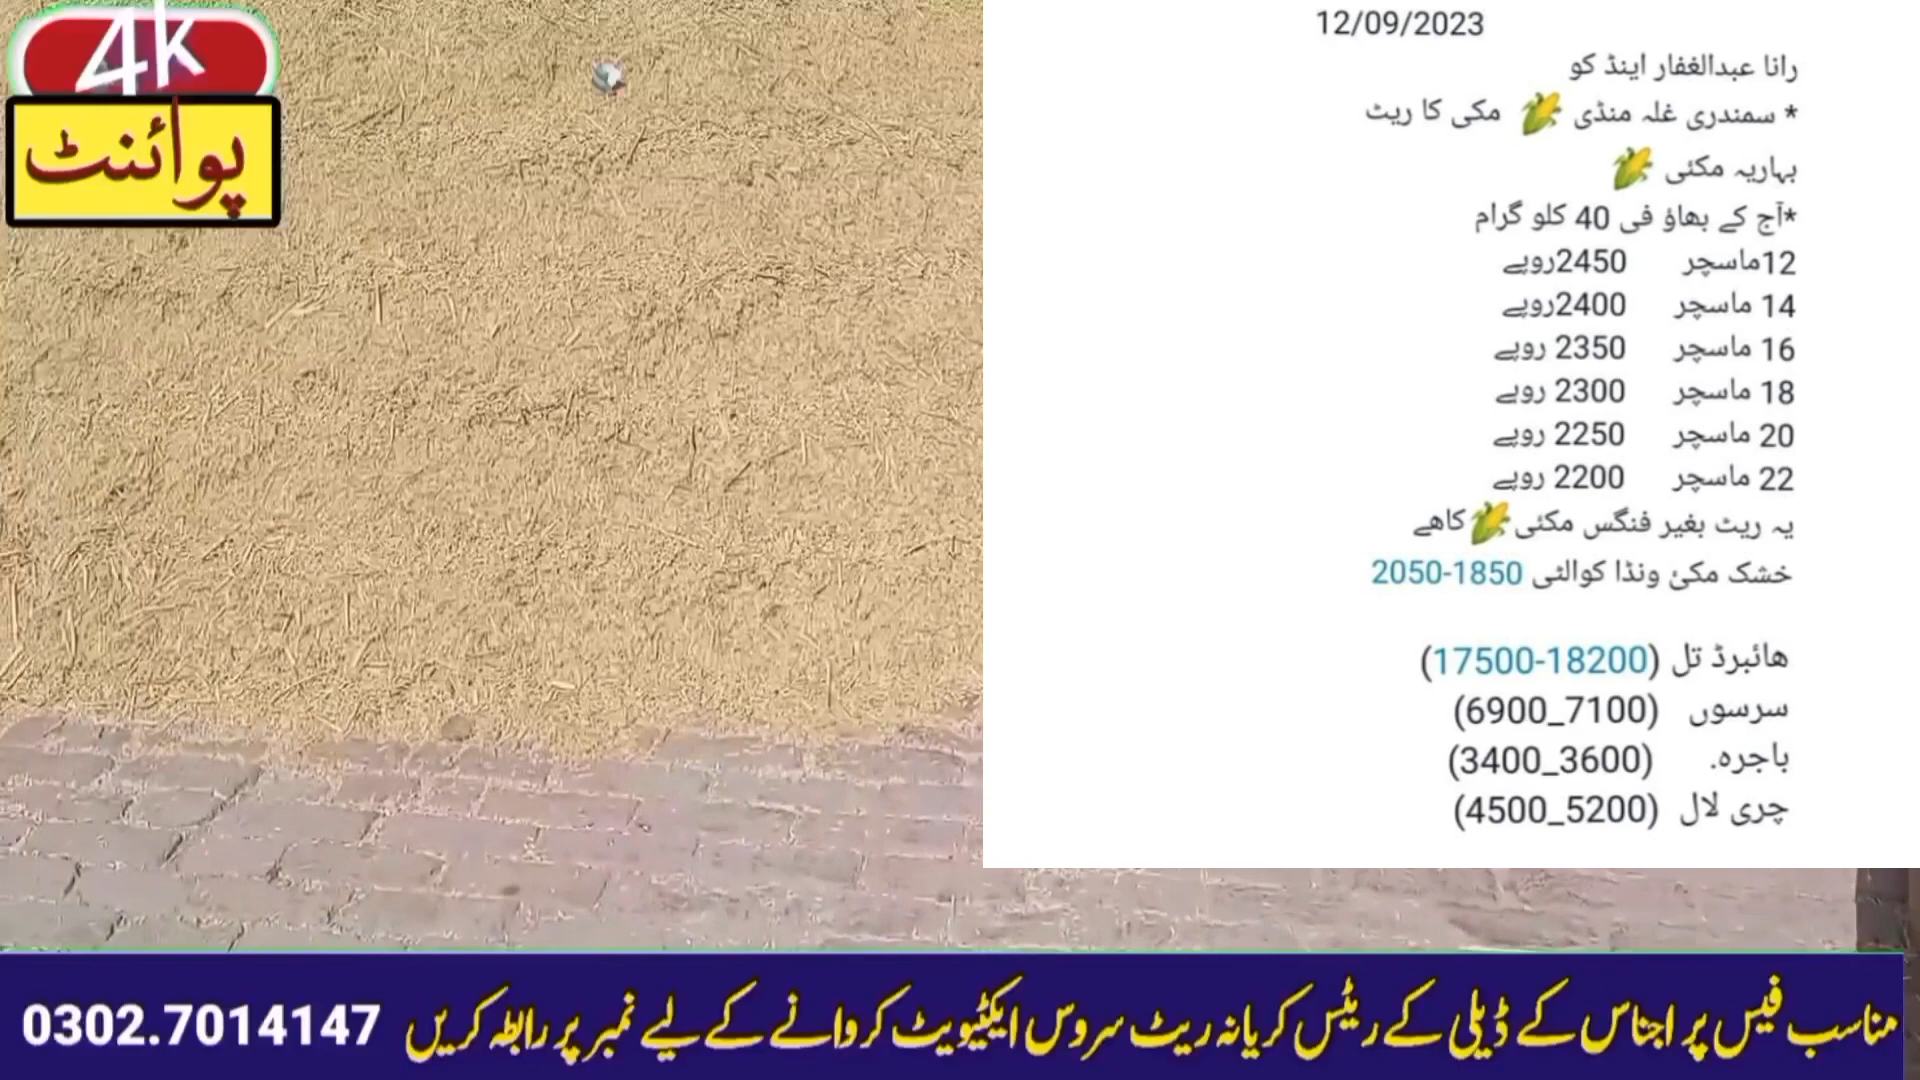 4k
پوائنٹ
12/09/2023
رانا عبدالغفار اینڈ کو
* سمندری غلہ منڈی 🌽 مکی کا ریٹ
بہاریہ مکئی 🌽
*آج کے بھاؤ فی 40 کلو گرام
12ماسچر 2450روپے
14 ماسچر 2400روپے
16 ماسچر 2350 روپے
18 ماسچر 2300 روپے
20 ماسچر 2250 روپے
22 ماسچر 2200 روپے
یہ ریٹ بغیر فنگس مکئی🌽کاھے
خشک مکئ ونڈا کوالٹی 1850-2050
ھائبرڈ تل (17500-18200)
سرسوں (6900_7100)
باجرہ. (3400_3600)
چری لال (4500_5200)
مناسب فیس پر اجناس کے ڈیلی کے ریٹس کریانہ ریٹ سروس ایکٹیویٹ کروانے کے لیے نمبر پر رابطہ کریں 0302.7014147